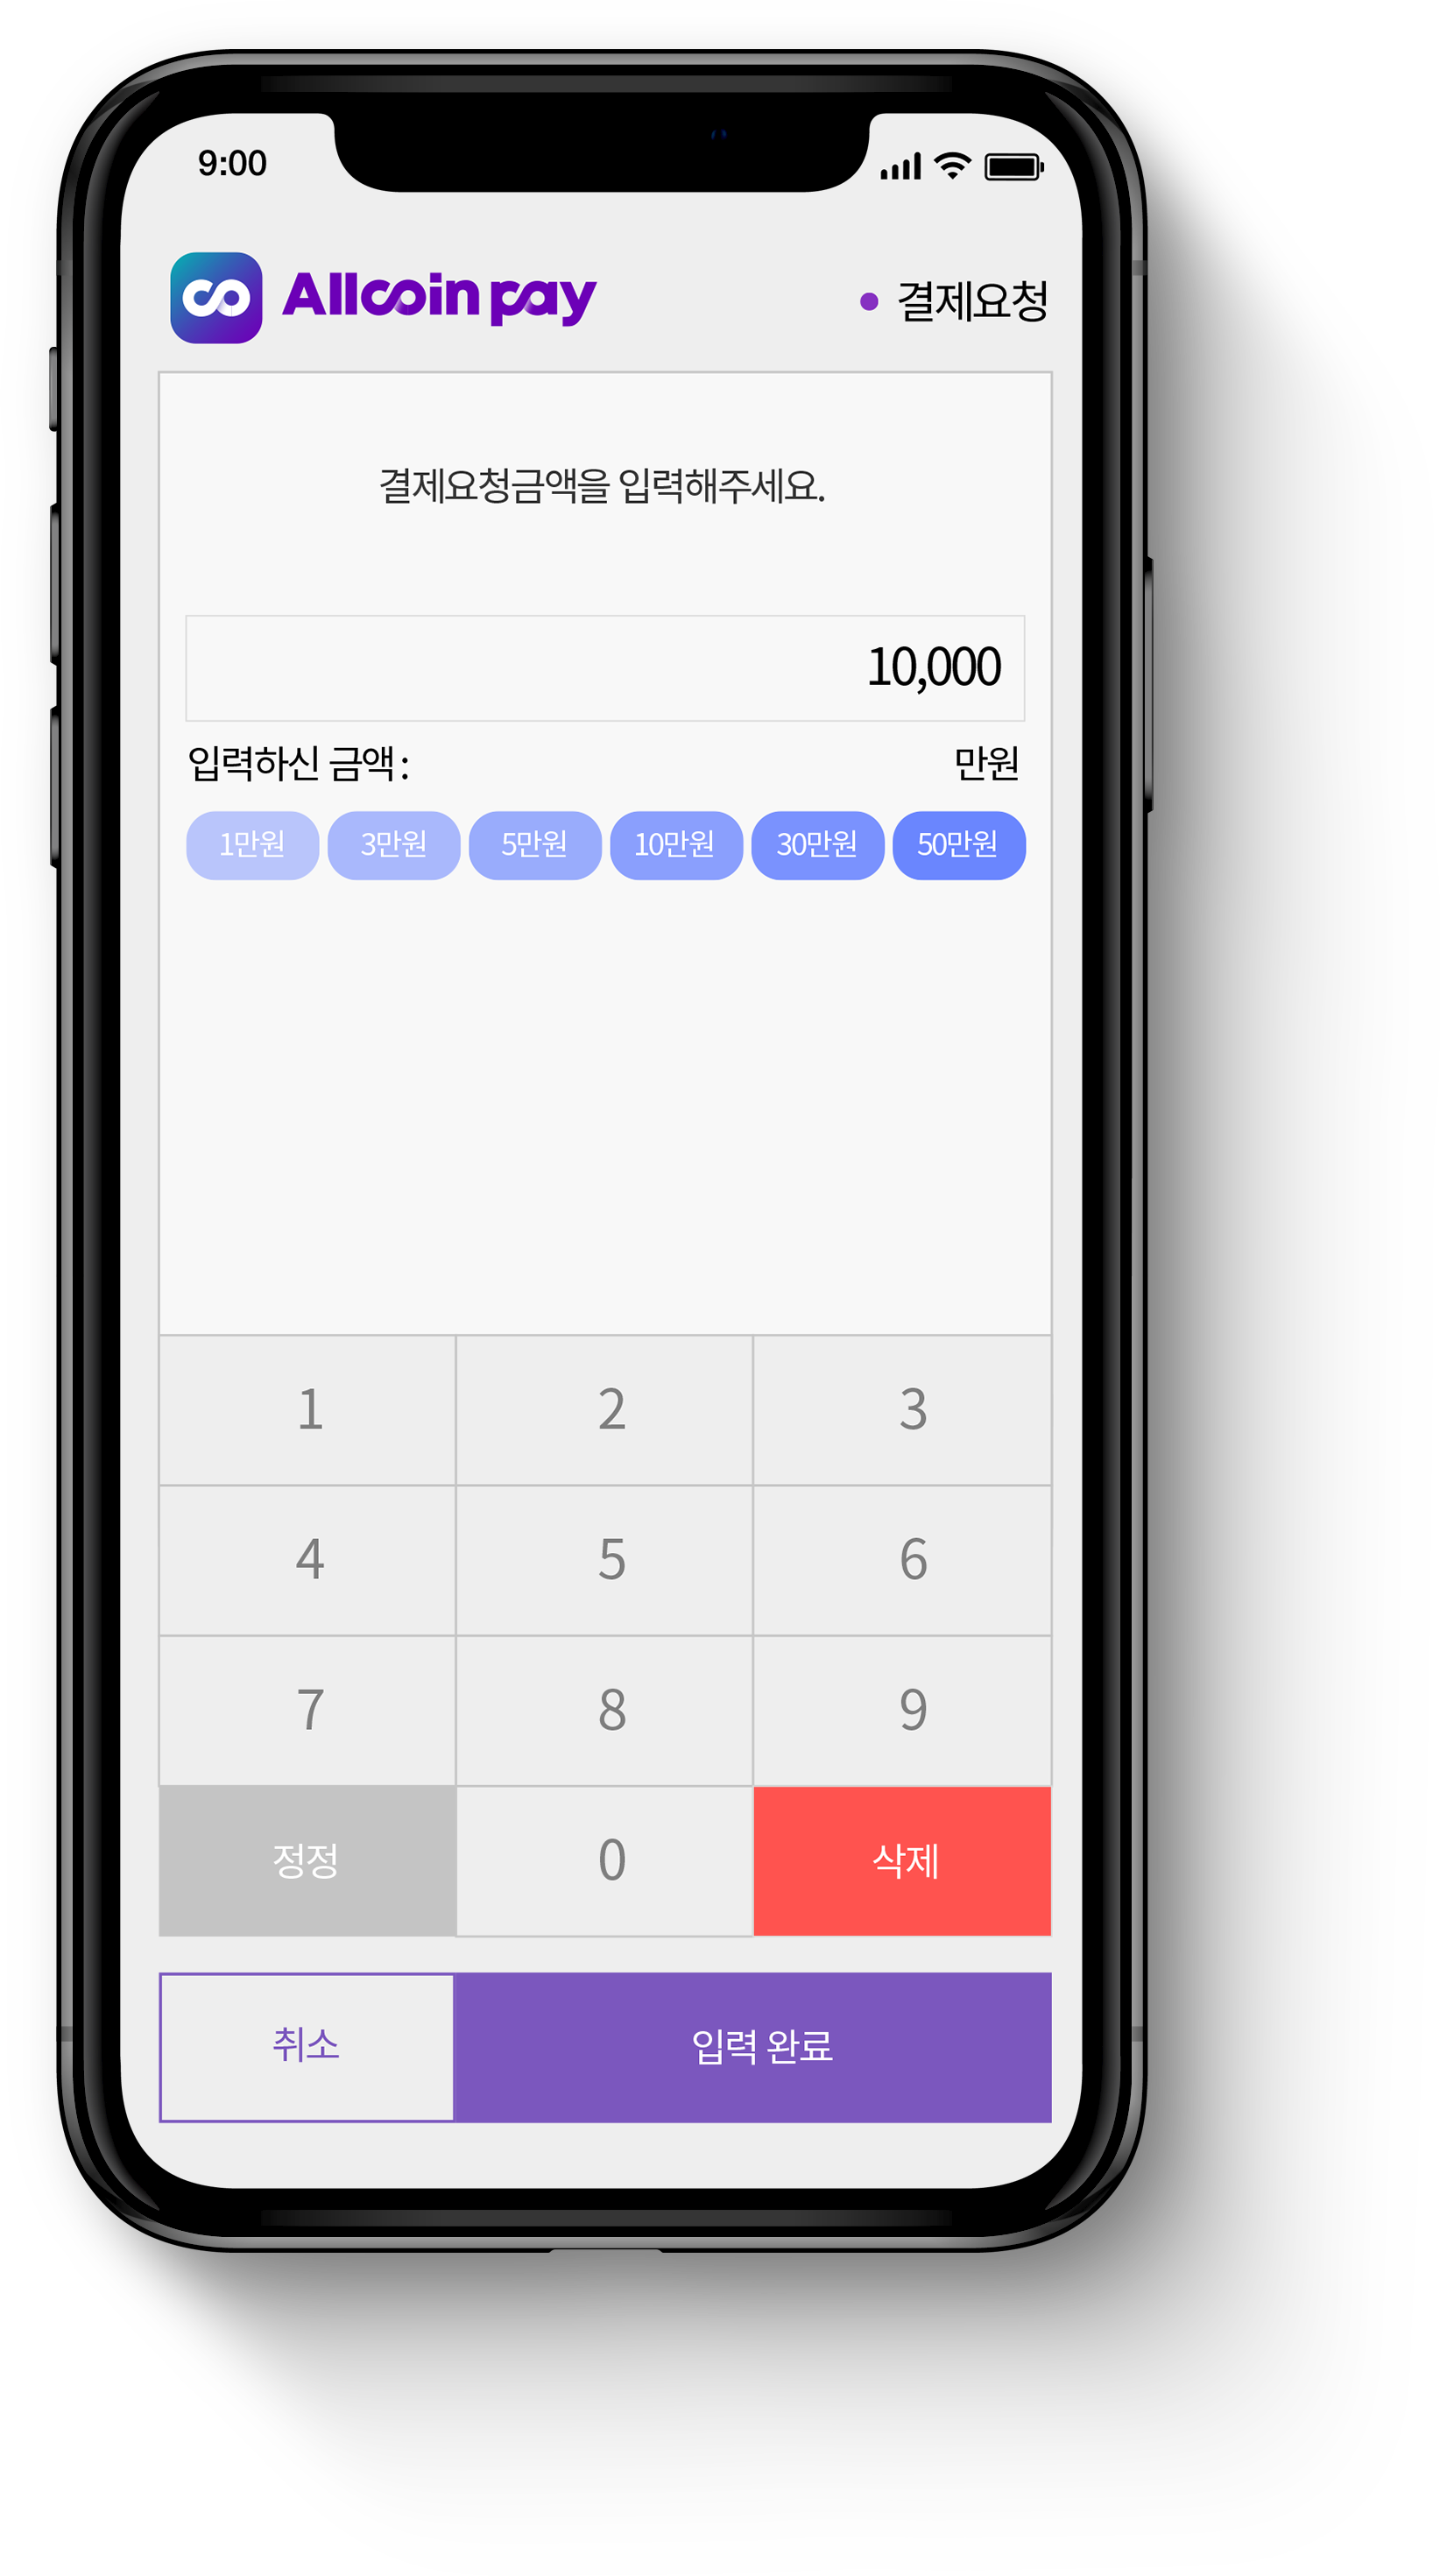 9:00
Allcoin pay
결제요청
결제요청금액을 입력해주세요.
10,000
입력하신 금액 : 만원
1만원 3만원 5만원 10만원 30만원 50만원
1 2 3
4 5 6
7 8 9
정정 0 삭제
취소 입력 완료